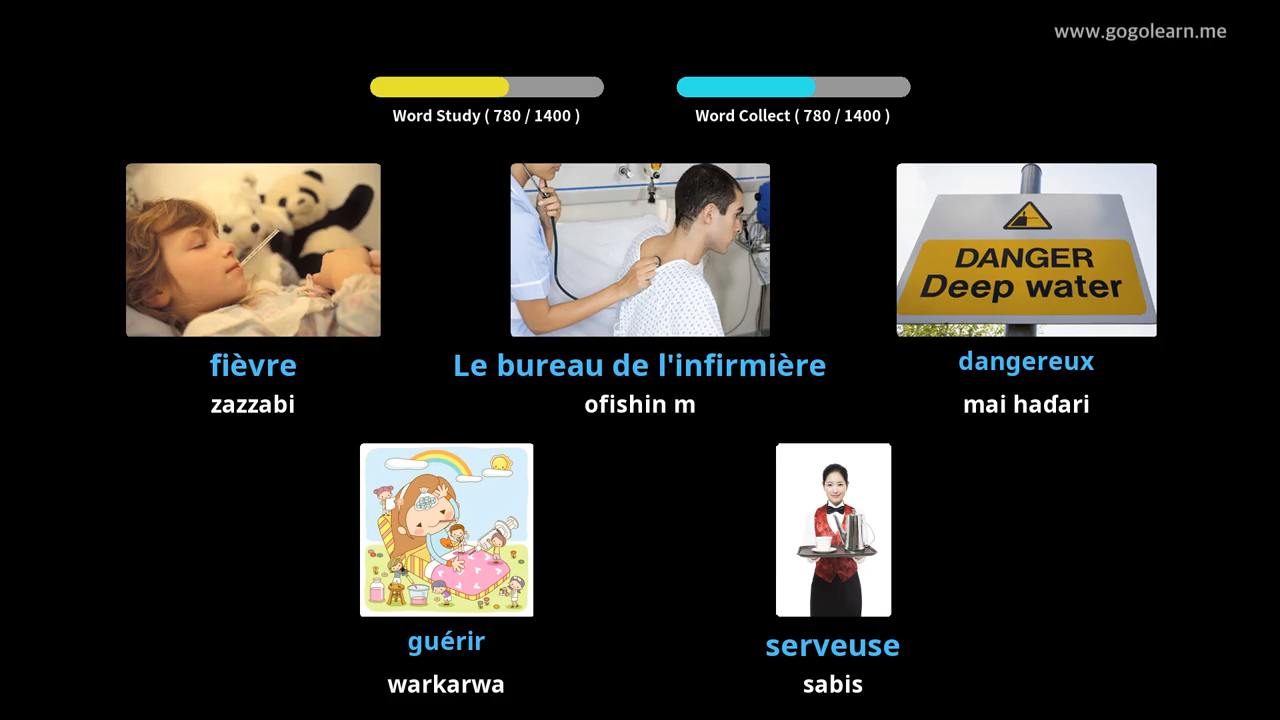 www.gogolearn.me
Word Study ( 780 / 1400 )
Word Collect ( 780 / 1400 )
DANGER
Deep water
fièvre
Le bureau de l'infirmière
dangereux
zazzabi
ofishin m
mai haɗari
guérir
serveuse
warkarwa
sabis